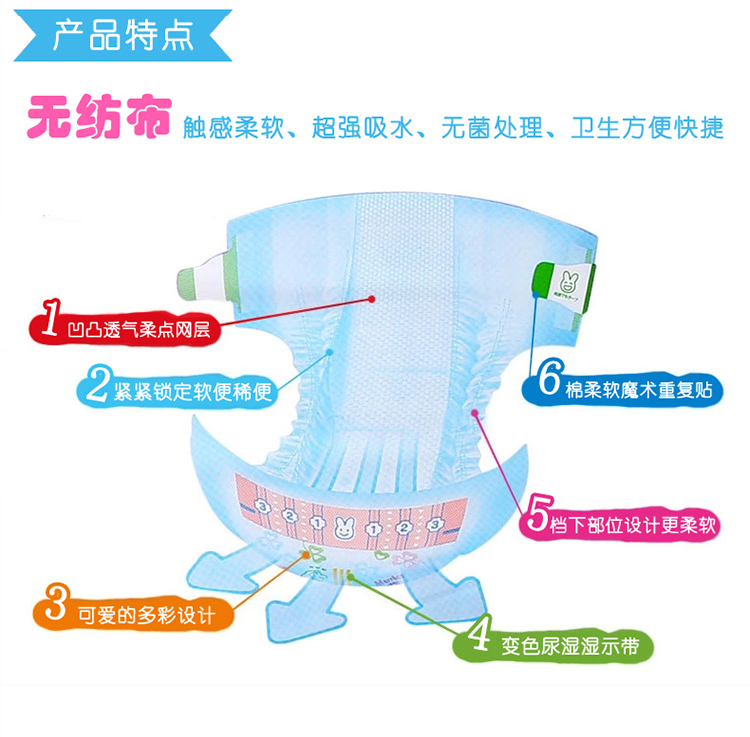 产品特点
无纺布 触感柔软、超强吸水、无菌处理、卫生方便快捷
1 凹凸透气柔点网层
2 紧紧锁定软便稀便
6 棉柔软魔术重复贴
3 2 1 1 2 3
5 档下部位设计更柔软
3 可爱的多彩设计
4 变色尿湿湿示带